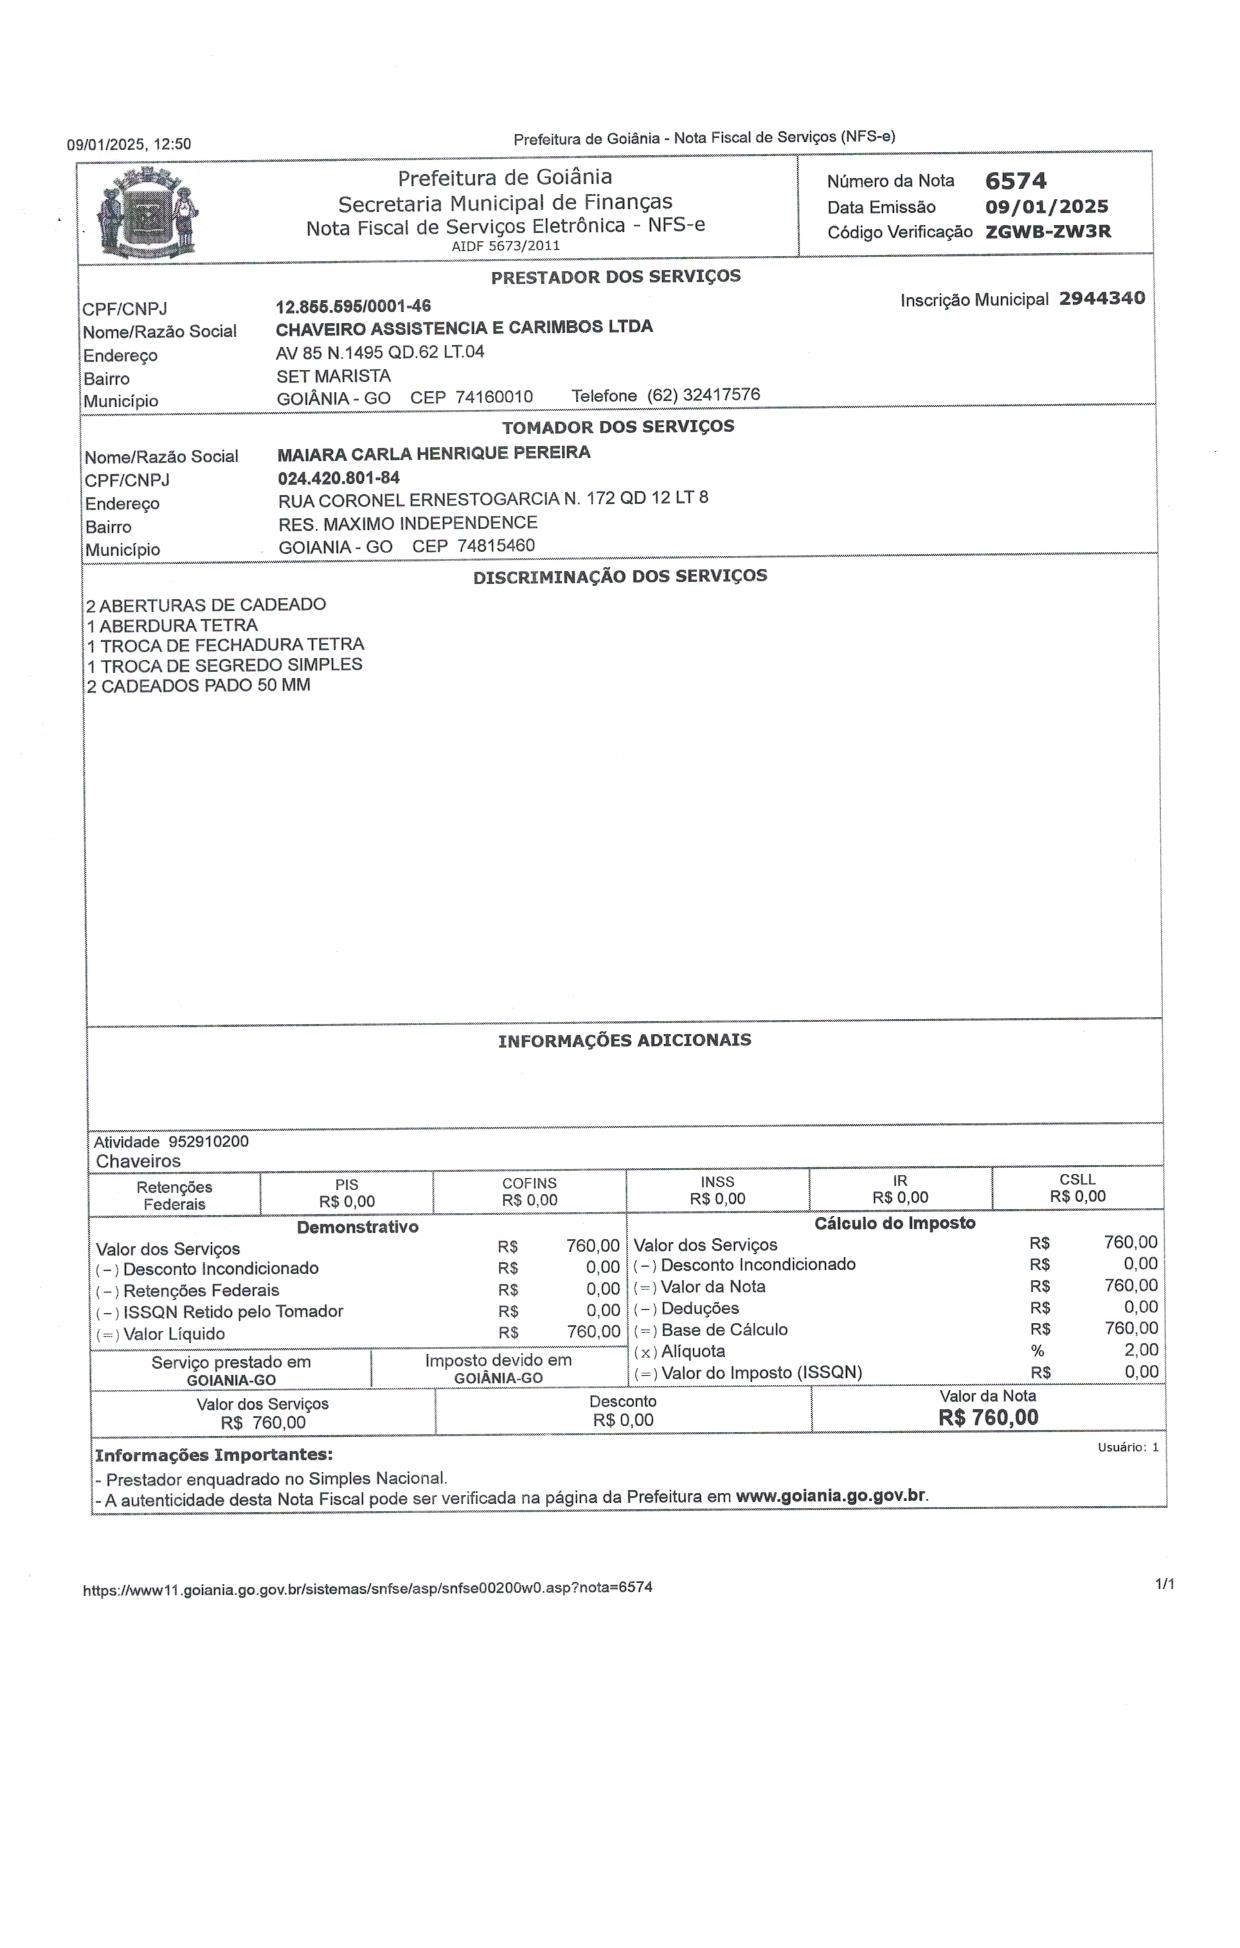 09/01/2025, 12:50
Prefeitura de Goiânia - Nota Fiscal de Serviços (NFS-e)
Prefeitura de Goiânia
Secretaria Municipal de Finanças
Nota Fiscal de Serviços Eletrônica - NFS-e
AIDF 5673/2011
Número da Nota 6574
Data Emissão 09/01/2025
Código Verificação ZGWB-ZW3R
PRESTADOR DOS SERVIÇOS
CPF/CNPJ 12.855.595/0001-46 Inscrição Municipal 2944340
Nome/Razão Social CHAVEIRO ASSISTENCIA E CARIMBOS LTDA
Endereço AV 85 N.1495 QD.62 LT.04
Bairro SET MARISTA
Município GOIÂNIA - GO CEP 74160010 Telefone (62) 32417576
TOMADOR DOS SERVIÇOS
Nome/Razão Social MAIARA CARLA HENRIQUE PEREIRA
CPF/CNPJ 024.420.801-84
Endereço RUA CORONEL ERNESTOGARCIA N. 172 QD 12 LT 8
Bairro RES. MAXIMO INDEPENDENCE
Município GOIANIA - GO CEP 74815460
DISCRIMINAÇÃO DOS SERVIÇOS
2 ABERTURAS DE CADEADO
1 ABERDURA TETRA
1 TROCA DE FECHADURA TETRA
1 TROCA DE SEGREDO SIMPLES
2 CADEADOS PADO 50 MM
INFORMAÇÕES ADICIONAIS
Atividade 952910200
Chaveiros
Retenções Federais
PIS R$ 0,00
COFINS R$ 0,00
INSS R$ 0,00
IR R$ 0,00
CSLL R$ 0,00
Demonstrativo
Valor dos Serviços R$ 760,00
(-) Desconto Incondicionado R$ 0,00
(-) Retenções Federais R$ 0,00
(-) ISSQN Retido pelo Tomador R$ 0,00
(=) Valor Líquido R$ 760,00
Serviço prestado em GOIANIA-GO
Imposto devido em GOIÂNIA-GO
Cálculo do Imposto
Valor dos Serviços R$ 760,00
(-) Desconto Incondicionado R$ 0,00
(=) Valor da Nota R$ 760,00
(-) Deduções R$ 0,00
(=) Base de Cálculo R$ 760,00
(x) Alíquota % 2,00
(=) Valor do Imposto (ISSQN) R$ 0,00
Valor dos Serviços R$ 760,00
Desconto R$ 0,00
Valor da Nota R$ 760,00
Informações Importantes: Usuário: 1
- Prestador enquadrado no Simples Nacional.
- A autenticidade desta Nota Fiscal pode ser verificada na página da Prefeitura em www.goiania.go.gov.br.
https://www11.goiania.go.gov.br/sistemas/snfse/asp/snfse00200w0.asp?nota=6574
1/1